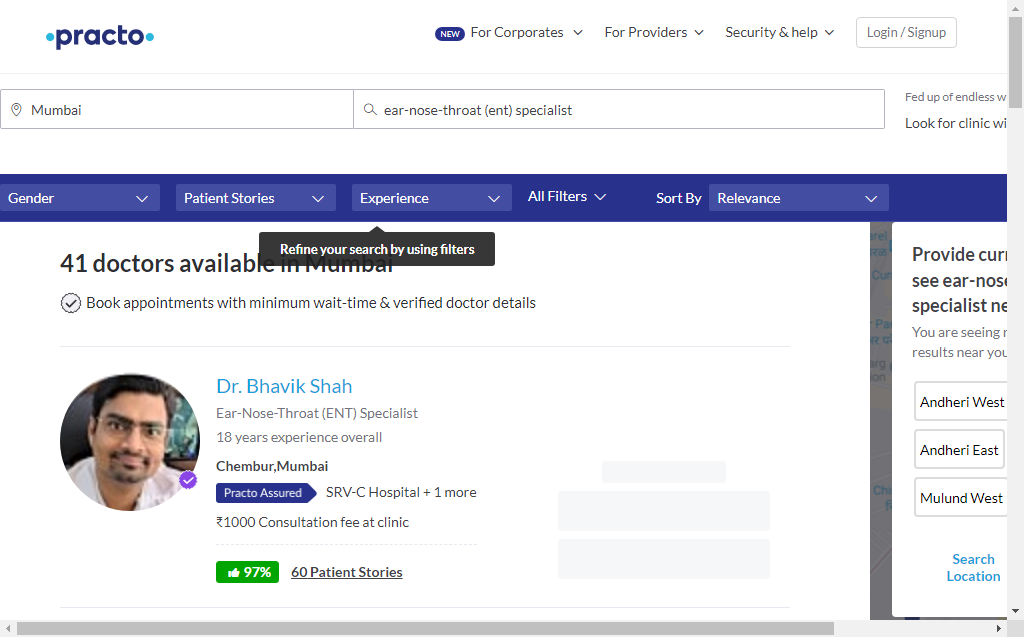 practo
NEW For Corporates
For Providers
Security & help
Login / Signup
Mumbai
ear-nose-throat (ent) specialist
Fed up of endless w
Look for clinic wi
Gender
Patient Stories
Experience
All Filters
Sort By
Relevance
Refine your search by using filters
41 doctors available in Mumbai
Book appointments with minimum wait-time & verified doctor details
Dr. Bhavik Shah
Ear-Nose-Throat (ENT) Specialist
18 years experience overall
Chembur,Mumbai
Practo Assured SRV-C Hospital + 1 more
₹1000 Consultation fee at clinic
97% 60 Patient Stories
Provide curr
see ear-nose
specialist ne
You are seeing r
results near you
Andheri West
Andheri East
Mulund West
Search
Location